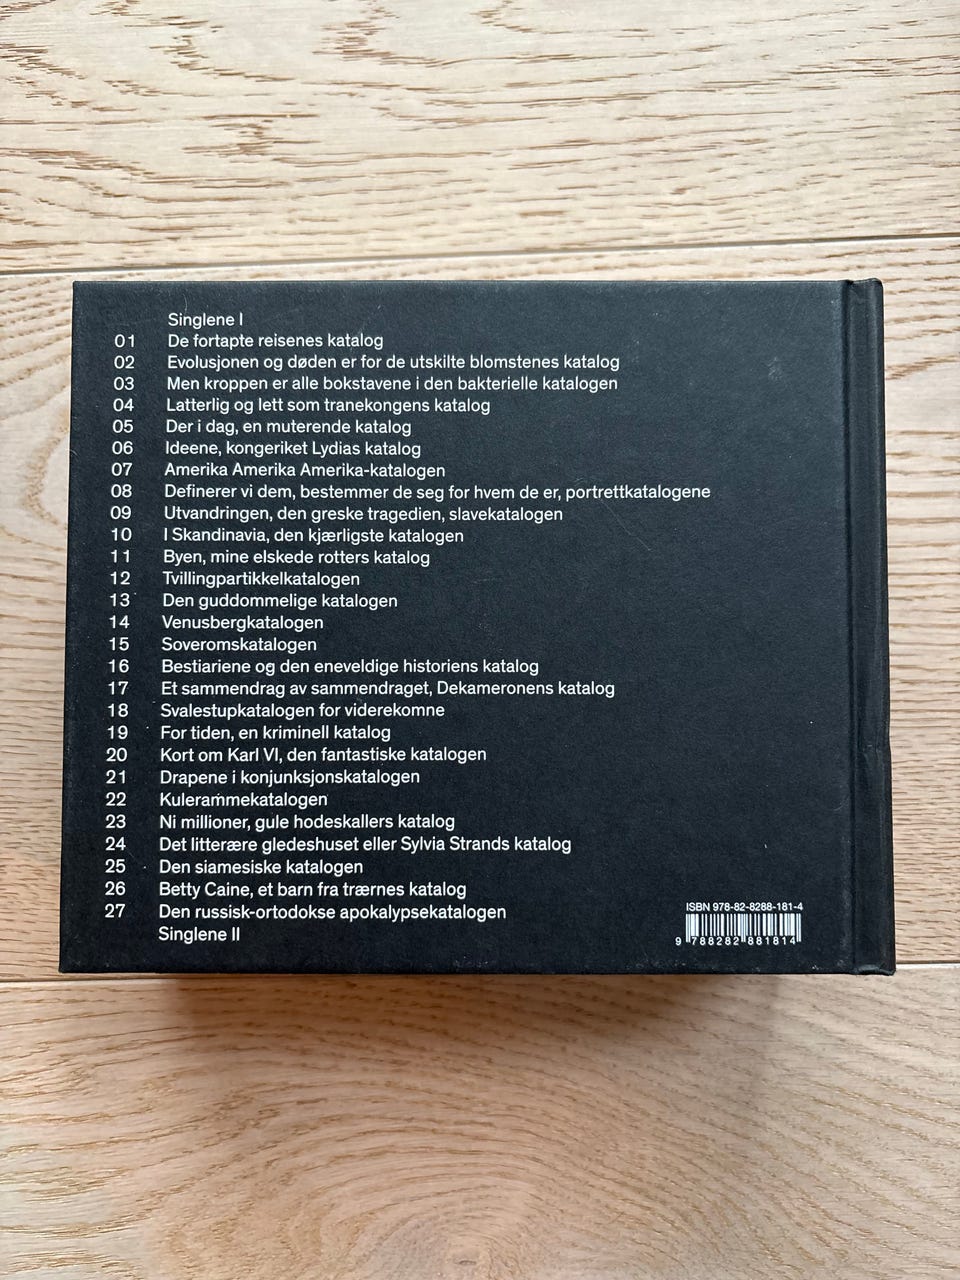 Singlene I
01 De fortapte reisenes katalog
02 Evolusjonen og døden er for de utskilte blomstenes katalog
03 Men kroppen er alle bokstavene i den bakterielle katalogen
04 Latterlig og lett som tranekongens katalog
05 Der i dag, en muterende katalog
06 Ideene, kongeriket Lydias katalog
07 Amerika Amerika Amerika-katalogen
08 Definerer vi dem, bestemmer de seg for hvem de er, portrettkatalogene
09 Utvandringen, den greske tragedien, slavekatalogen
10 I Skandinavia, den kjærligste katalogen
11 Byen, mine elskede rotters katalog
12 Tvillingpartikkelkatalogen
13 Den guddommelige katalogen
14 Venusbergkatalogen
15 Soveromskatalogen
16 Bestiariene og den eneveldige historiens katalog
17 Et sammendrag av sammendraget, Dekameronens katalog
18 Svalestupkatalogen for viderekomne
19 For tiden, en kriminell katalog
20 Kort om Karl VI, den fantastiske katalogen
21 Drapene i konjunksjonskatalogen
22 Kulerammekatalogen
23 Ni millioner, gule hodeskallers katalog
24 Det litterære gledeshuset eller Sylvia Strands katalog
25 Den siamesiske katalogen
26 Betty Caine, et barn fra trærnes katalog
27 Den russisk-ortodokse apokalypsekatalogen
Singlene II
ISBN 978-82-8288-181-4
9 788282 881814